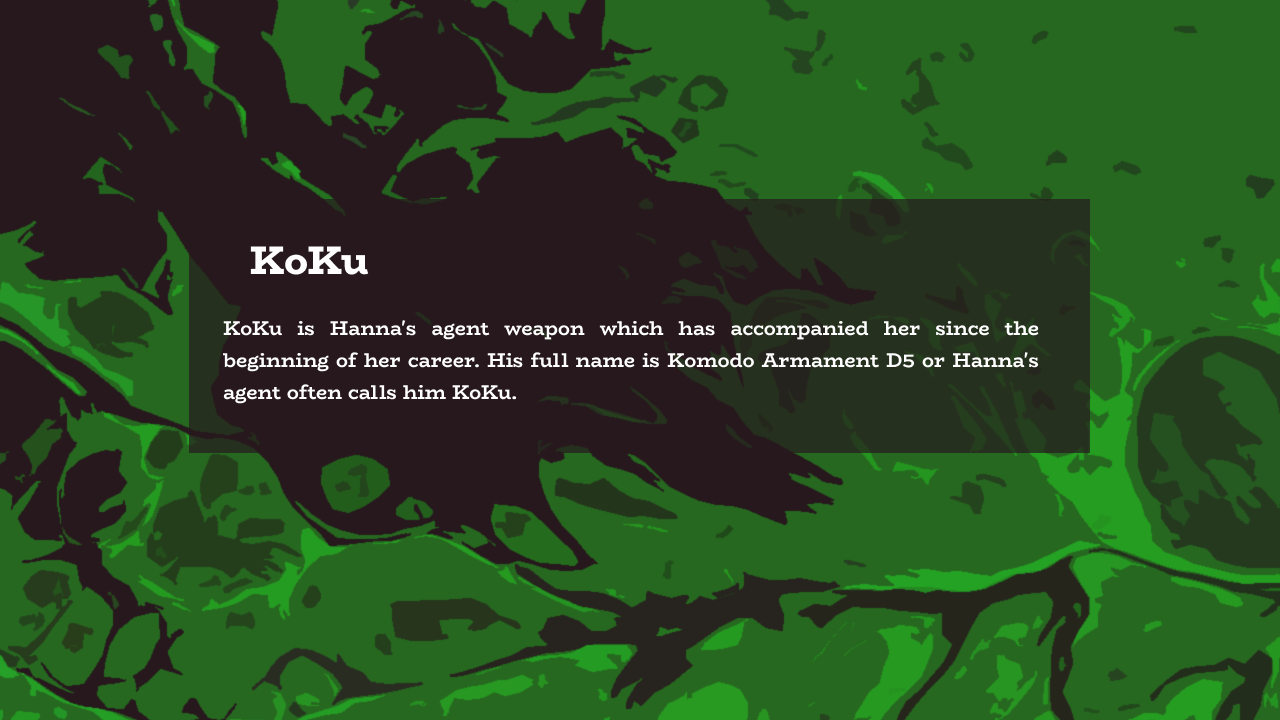 KoKu
KoKu is Hanna's agent weapon which has accompanied her since the
beginning of her career. His full name is Komodo Armament D5 or Hanna's
agent often calls him KoKu.